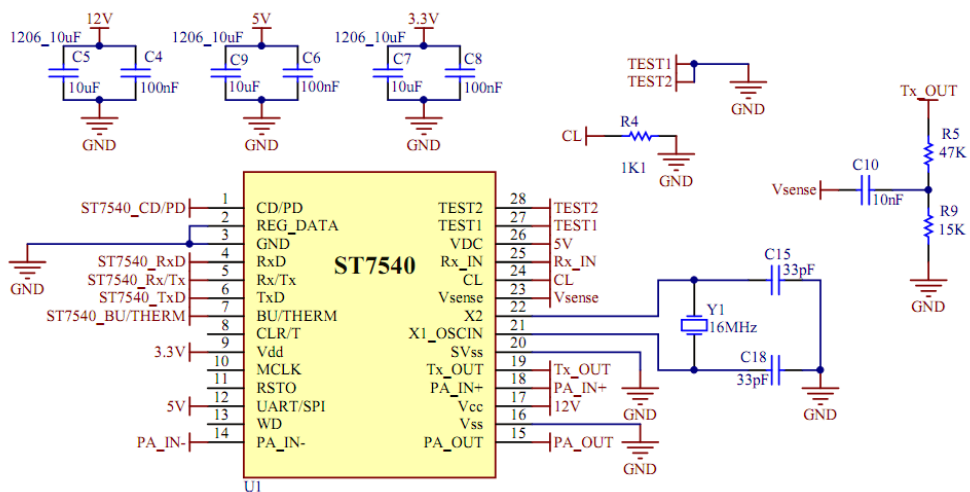 12V
1206_10uF
C5
C4
10uF
100nF
GND
5V
1206_10uF
C9
C6
10uF
100nF
GND
3.3V
1206_10uF
C7
C8
10uF
100nF
GND
TEST1
TEST2
GND
CL
R4
1K1
GND
Tx_OUT
R5
47K
C10
10nF
Vsense
R9
15K
GND
ST7540_CD/PD
1
CD/PD
2
REG_DATA
3
GND
GND
ST7540_RxD
4
RxD
ST7540_Rx/Tx
5
Rx/Tx
ST7540_TxD
6
TxD
ST7540_BU/THERM
7
BU/THERM
8
CLR/T
3.3V
9
Vdd
10
MCLK
11
RSTO
5V
12
UART/SPI
13
WD
PA_IN-
14
PA_IN-
ST7540
U1
TEST2
28
TEST2
TEST1
27
TEST1
VDC
26
5V
Rx_IN
25
Rx_IN
CL
24
CL
Vsense
23
Vsense
X2
22
X1_OSCIN
21
SVss
20
Tx_OUT
19
Tx_OUT
PA_IN+
18
PA_IN+
Vcc
17
12V
Vss
16
PA_OUT
15
PA_OUT
GND
GND
C15
33pF
Y1
16MHz
C18
33pF
GND